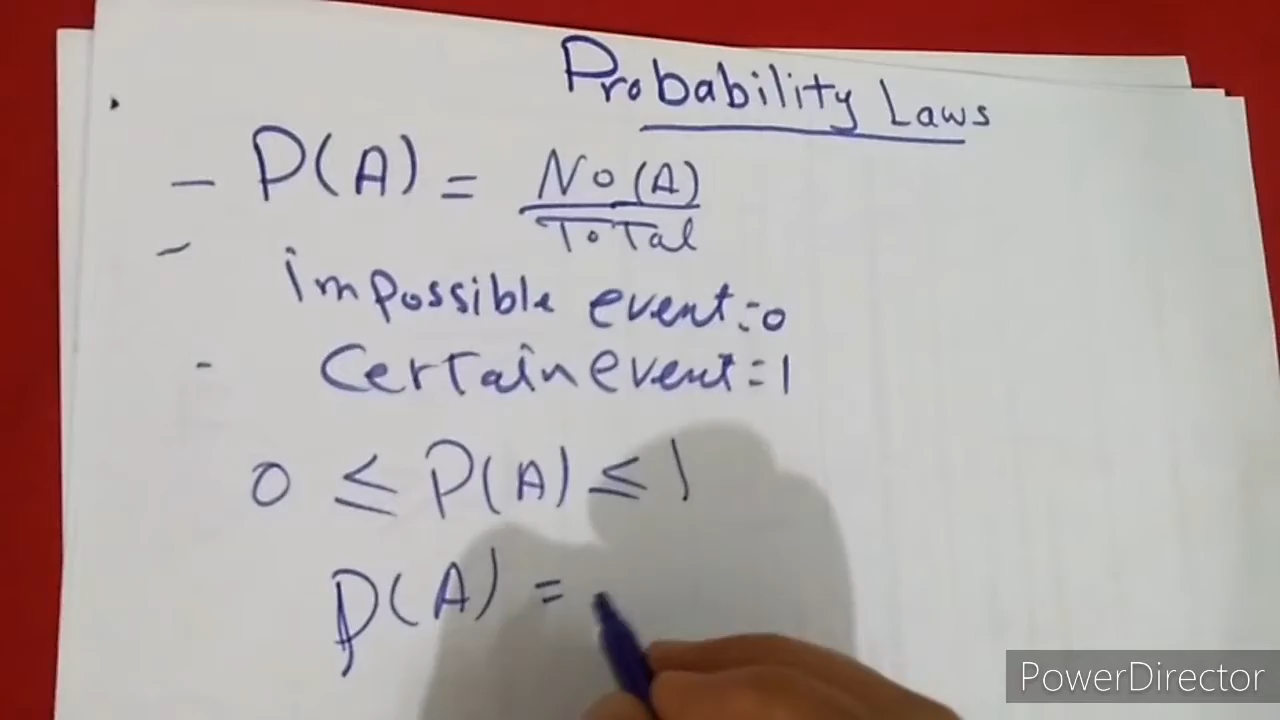 Probability Laws
- P(A) = No(A)
Total
- impossible event = 0
- Certain event = 1
0 ≤ P(A) ≤ 1
P(A) =
PowerDirector